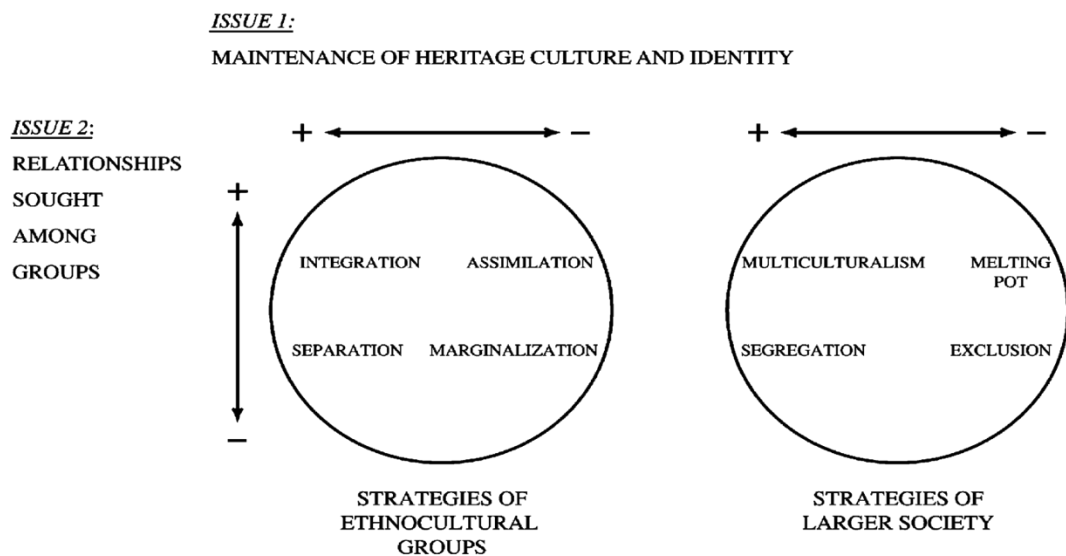 ISSUE 1:
MAINTENANCE OF HERITAGE CULTURE AND IDENTITY
ISSUE 2:
RELATIONSHIPS
SOUGHT
AMONG
GROUPS
+ −
+
−
INTEGRATION ASSIMILATION
SEPARATION MARGINALIZATION
STRATEGIES OF
ETHNOCULTURAL
GROUPS
+ −
MULTICULTURALISM MELTING
POT
SEGREGATION EXCLUSION
STRATEGIES OF
LARGER SOCIETY